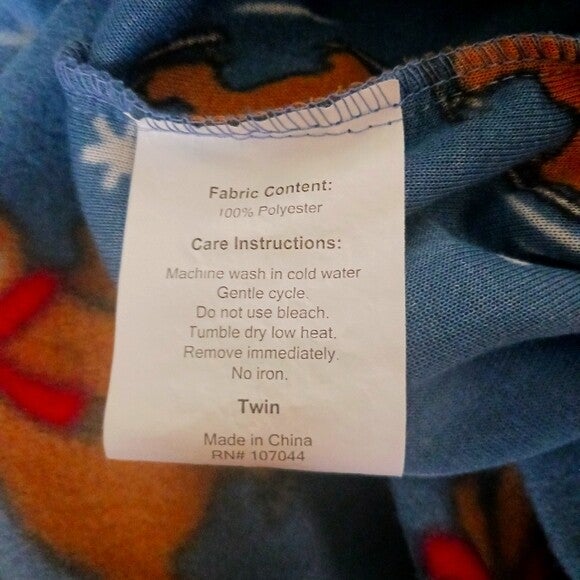 Fabric Content:
100% Polyester
Care Instructions:
Machine wash in cold water
Gentle cycle.
Do not use bleach.
Tumble dry low heat.
Remove immediately.
No iron.
Twin
Made in China
RN# 107044